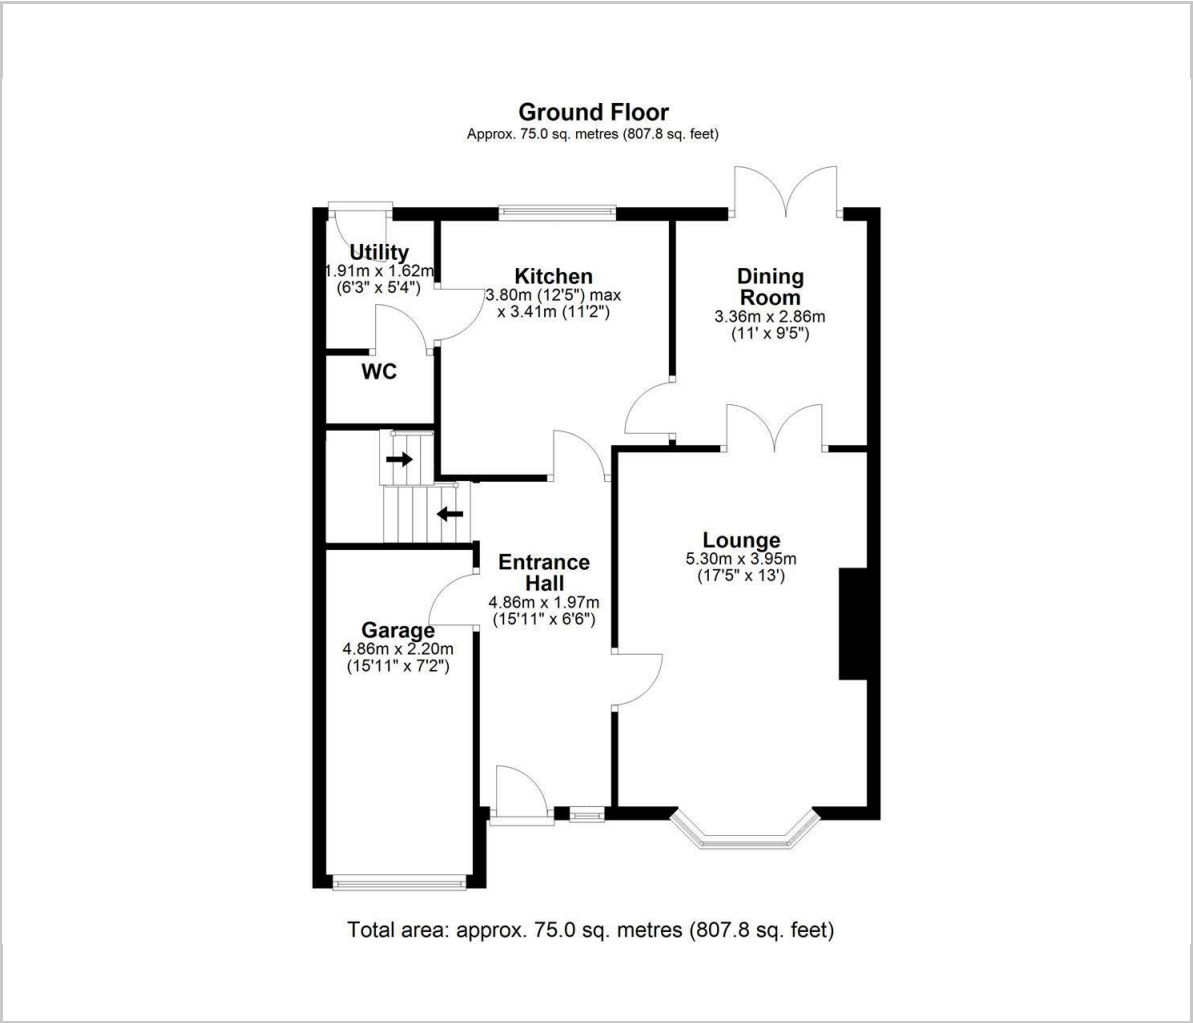 Ground Floor
Approx. 75.0 sq. metres (807.8 sq. feet)
Utility
1.91m x 1.62m
(6'3" x 5'4")
Kitchen
3.80m (12'5") max
x 3.41m (11'2")
Dining
Room
3.36m x 2.86m
(11' x 9'5")
WC
Lounge
5.30m x 3.95m
(17'5" x 13')
Entrance
Hall
4.86m x 1.97m
(15'11" x 6'6")
Garage
4.86m x 2.20m
(15'11" x 7'2")
Total area: approx. 75.0 sq. metres (807.8 sq. feet)